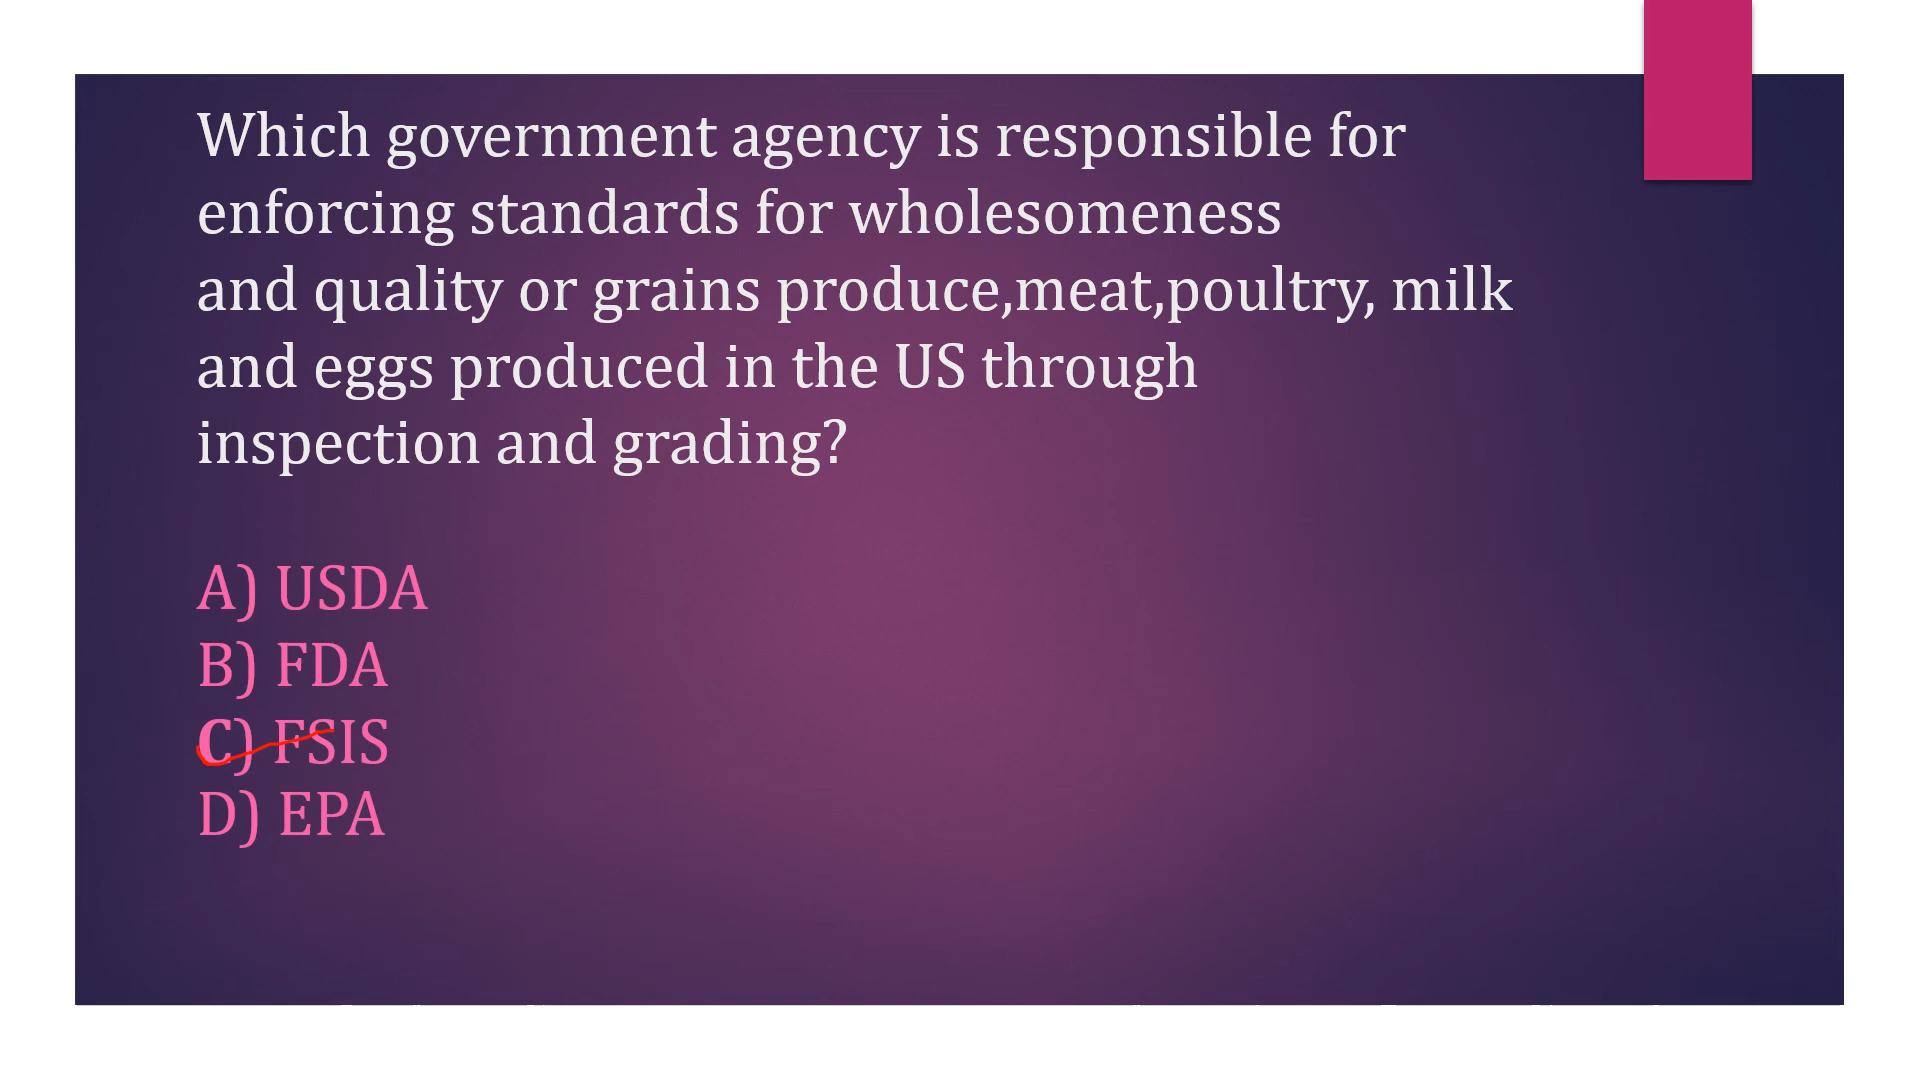 Which government agency is responsible for
enforcing standards for wholesomeness
and quality or grains produce,meat,poultry, milk
and eggs produced in the US through
inspection and grading?
A) USDA
B) FDA
C) FSIS
D) EPA